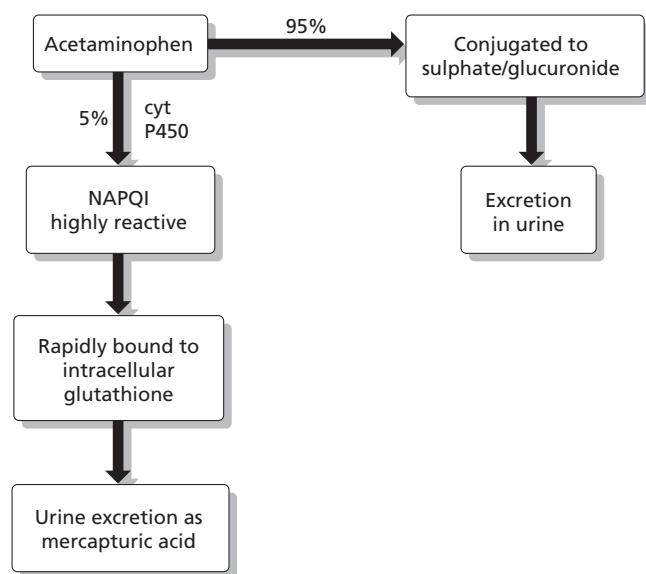 Acetaminophen
95%
Conjugated to
sulphate/glucuronide
5%
cyt
P450
NAPQI
highly reactive
Excretion
in urine
Rapidly bound to
intracellular
glutathione
Urine excretion as
mercapturic acid